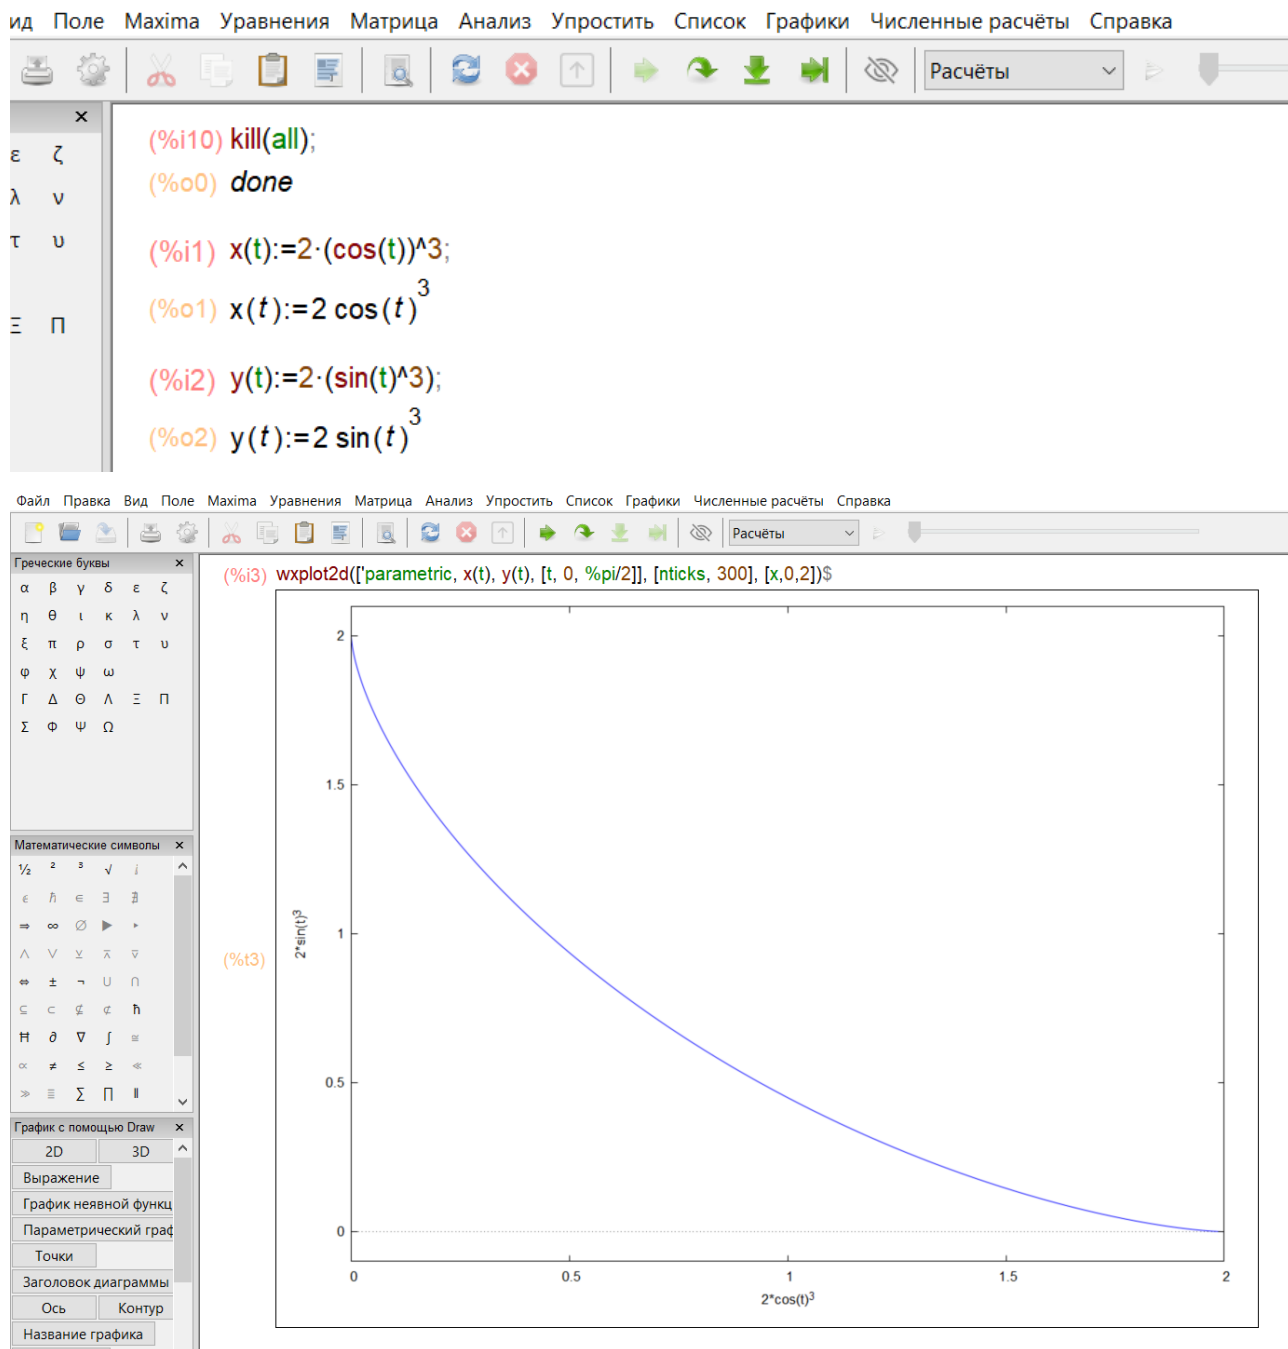 ид Поле Maxima Уравнения Матрица Анализ Упростить Список Графики Численные расчёты Справка
Расчёты
ε ζ
λ ν
τ υ
Ξ Π
(%i10) kill(all);
(%o0) done
(%i1) x(t):=2·(cos(t))^3;
(%o1) x(t):=2 cos(t)³
(%i2) y(t):=2·(sin(t)^3);
(%o2) y(t):=2 sin(t)³
Файл Правка Вид Поле Maxima Уравнения Матрица Анализ Упростить Список Графики Численные расчёты Справка
Расчёты
Греческие буквы
α β γ δ ε ζ
η θ ι κ λ ν
ξ π ρ σ τ υ
φ χ ψ ω
Γ Δ Θ Λ Ξ Π
Σ Φ Ψ Ω
Математические символы
½ ² ³ √ i
ϵ ℏ ∈ ∃ ∄
⇒ ∞ ∅ ▶ ‣
∧ ∨ ⊻ ⊼ ⊽
⇔ ± ¬ ∪ ∩
⊆ ⊂ ⊈ ⊄ ħ
Ħ ∂ ∇ ∫ ≅
∝ ≠ ≤ ≥ ≪
≫ ≣ ∑ ∏ ∥
График с помощью Draw
2D 3D
Выражение
График неявной функц
Параметрический граф
Точки
Заголовок диаграммы
Ось Контур
Название графика
(%i3) wxplot2d(['parametric, x(t), y(t), [t, 0, %pi/2]], [nticks, 300], [x,0,2])$
(%t3)
2
1.5
1
0.5
0
2*sin(t)³
0 0.5 1 1.5 2
2*cos(t)³